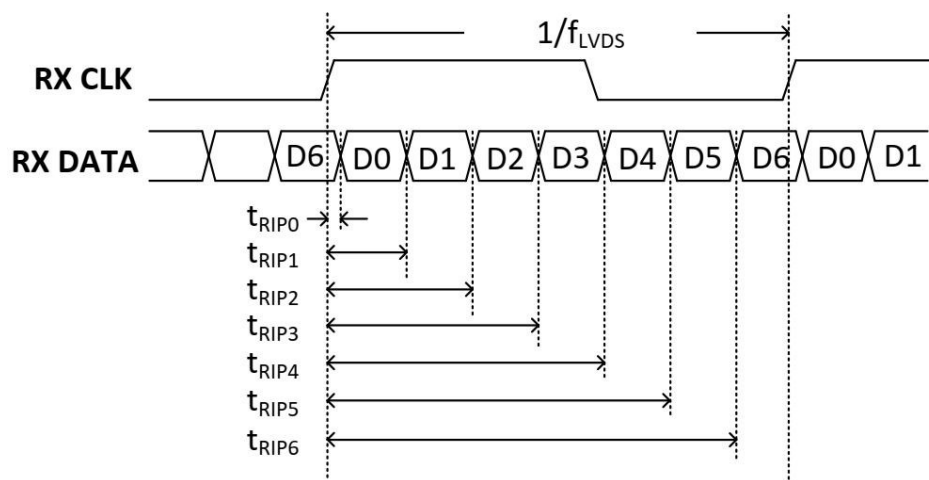 1/fLVDS
RX CLK
RX DATA D6 D0 D1 D2 D3 D4 D5 D6 D0 D1
tRIP0
tRIP1
tRIP2
tRIP3
tRIP4
tRIP5
tRIP6